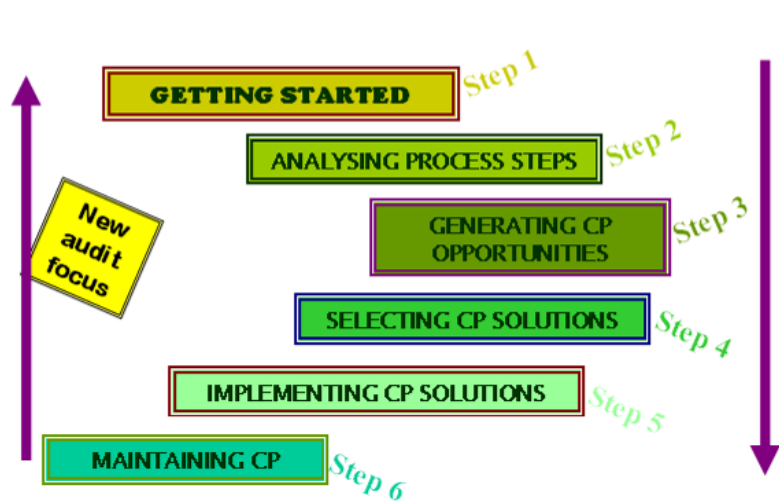 GETTING STARTED
Step 1
ANALYSING PROCESS STEPS
Step 2
New
audit
focus
GENERATING CP
OPPORTUNITIES
Step 3
SELECTING CP SOLUTIONS
Step 4
IMPLEMENTING CP SOLUTIONS
Step 5
MAINTAINING CP
Step 6